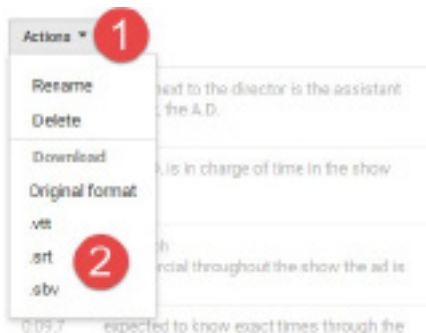 Actions
1
Rename
next to the director is the assistant
Delete
the A.D.
Download
is in charge of time in the show
Original format
.vtt
.srt
2
throughout the show the ad is
.sbv
0:09.7 expected to know exact times through the